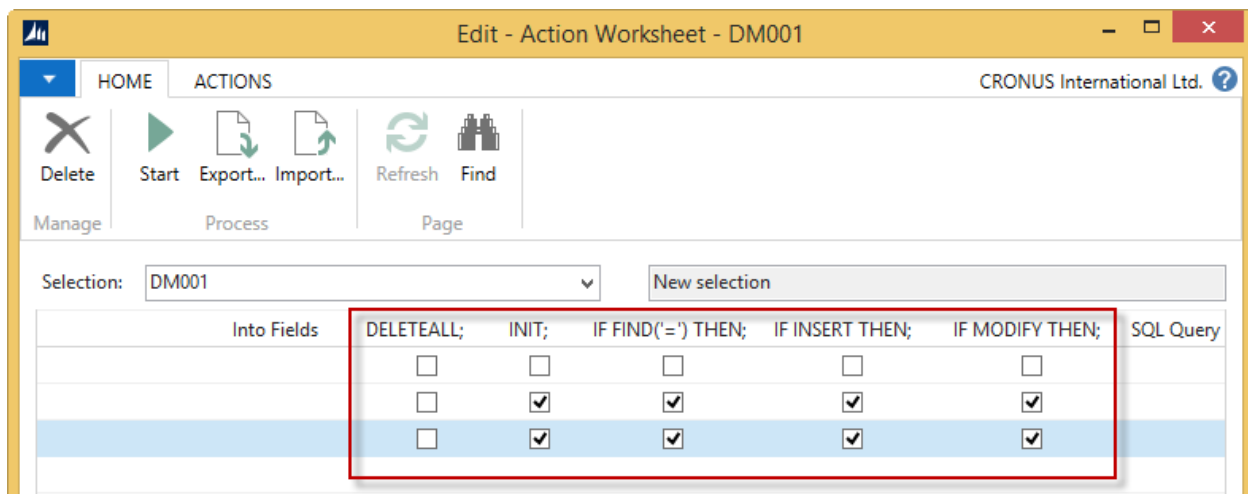 Edit - Action Worksheet - DM001
HOME ACTIONS CRONUS International Ltd. ?
Delete Start Export... Import... Refresh Find
Manage Process Page
Selection: DM001 New selection
Into Fields DELETEALL; INIT; IF FIND('=') THEN; IF INSERT THEN; IF MODIFY THEN; SQL Query